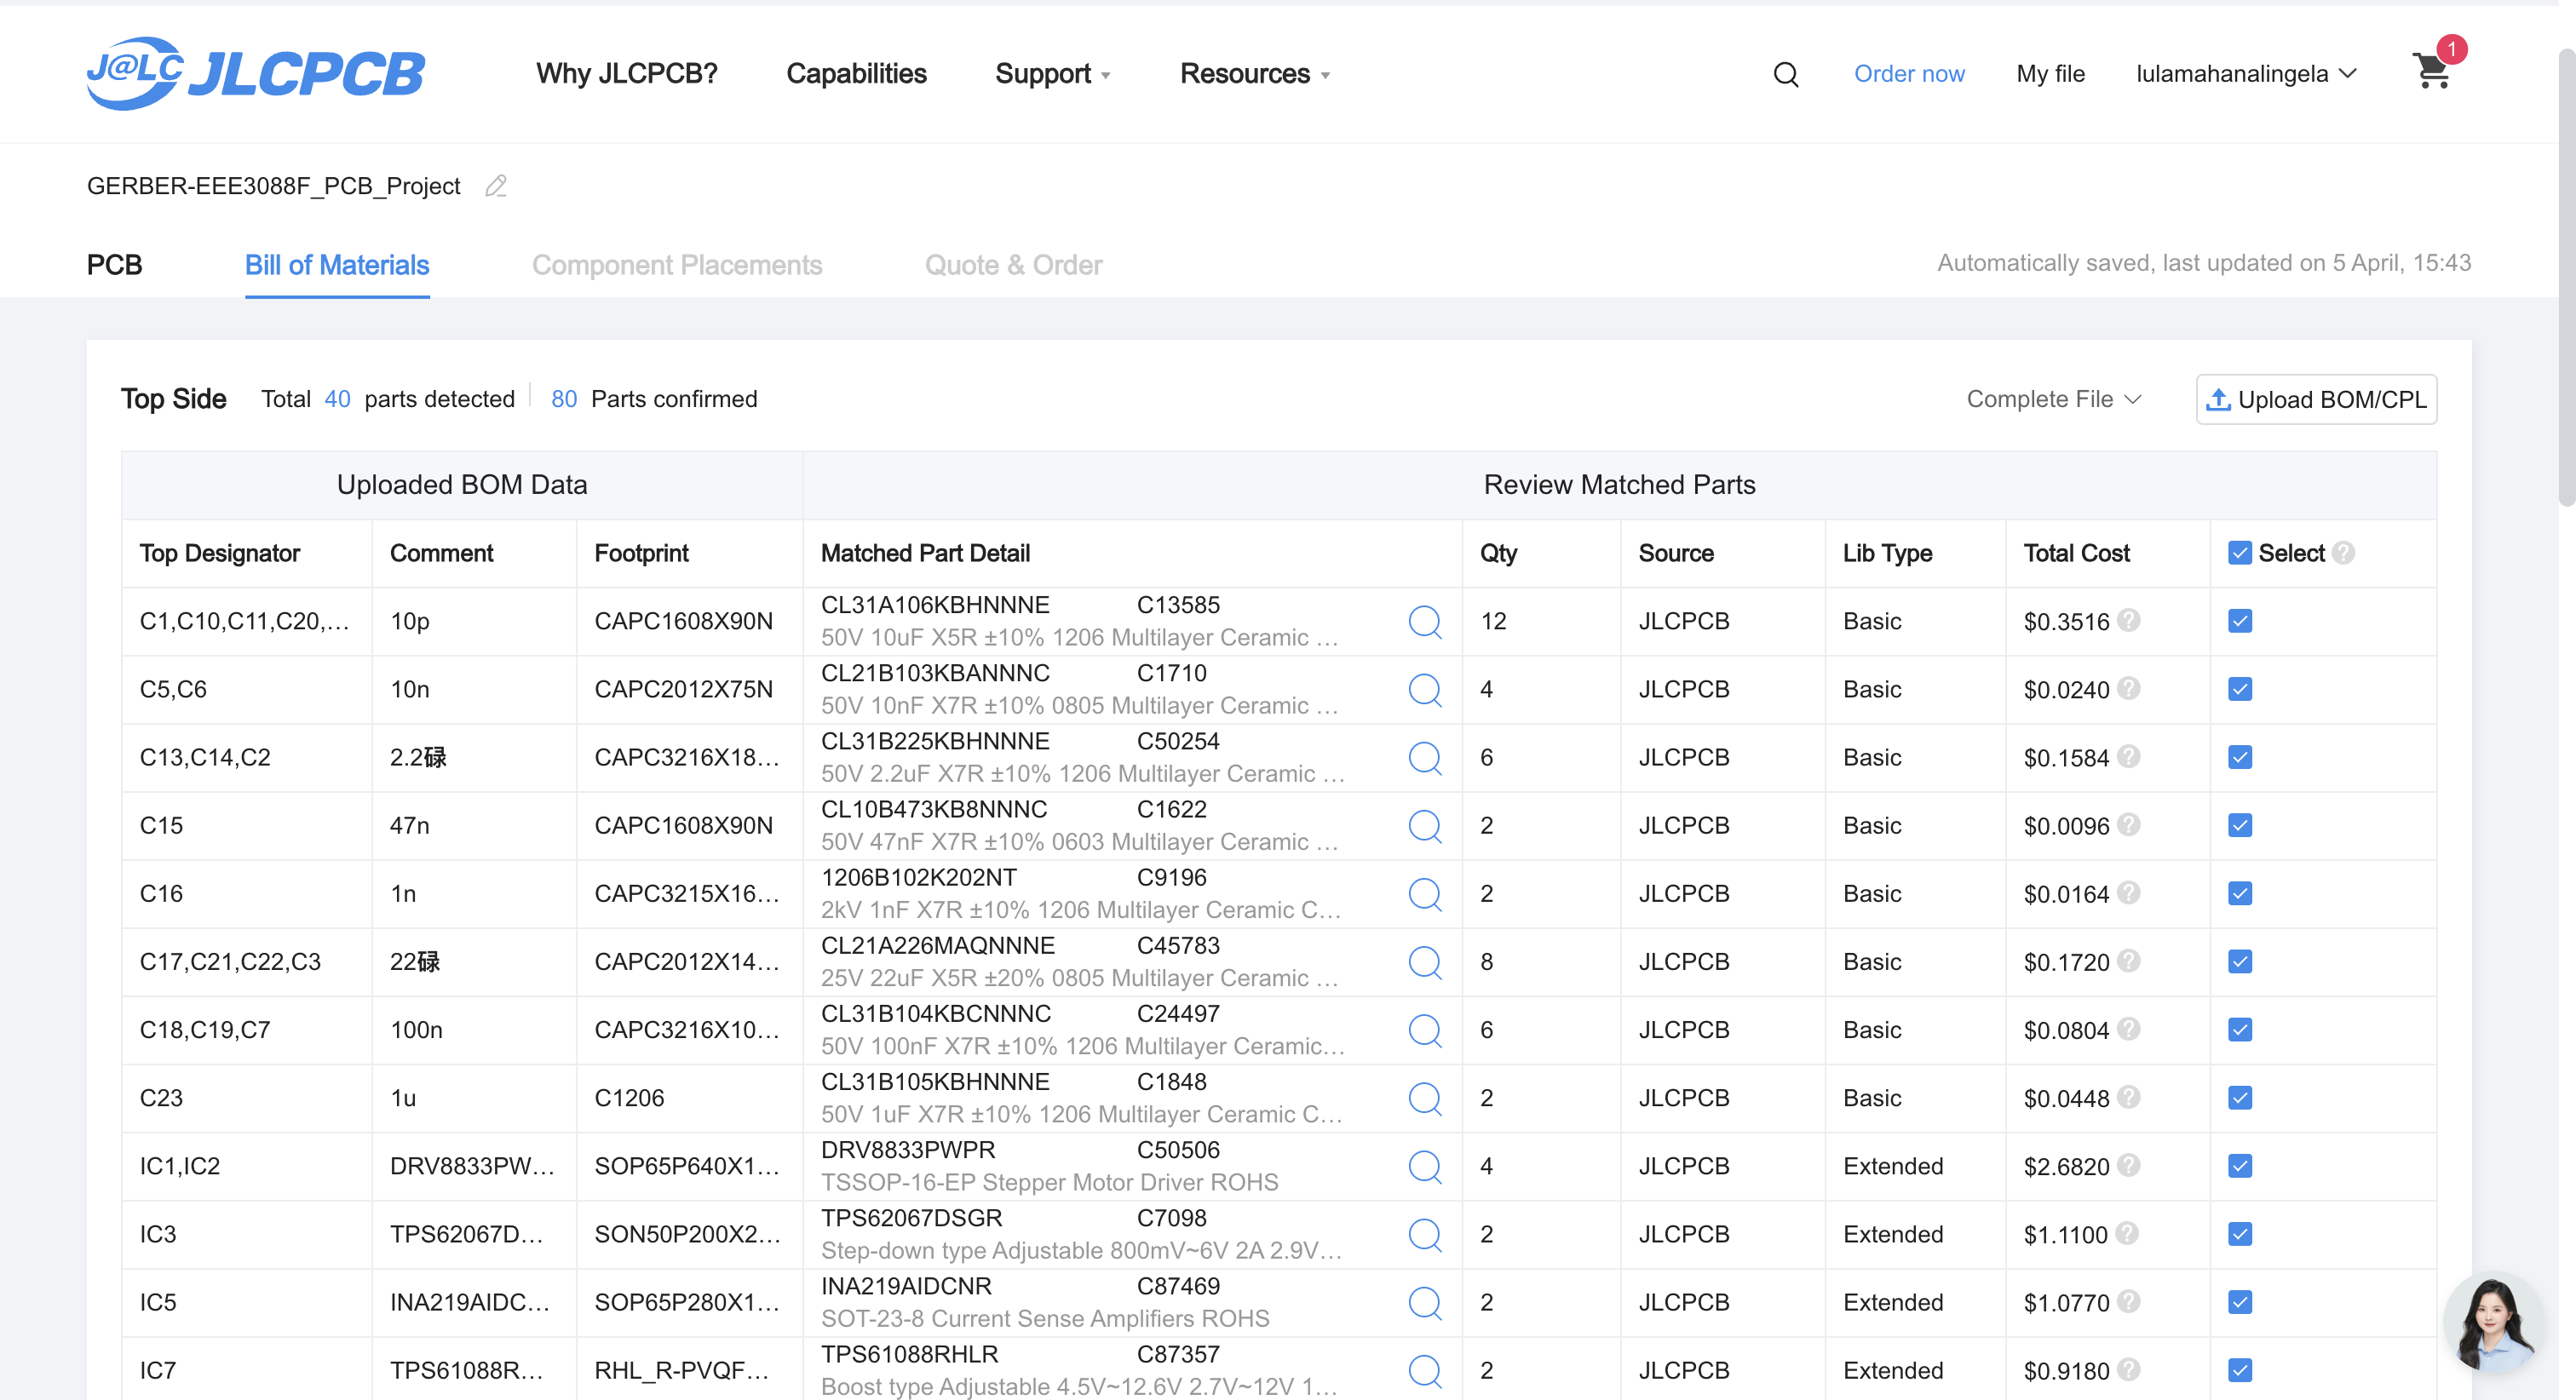 J@LC JLCPCB
Why JLCPCB? Capabilities Support Resources Order now My file lulamahanalingela 1
GERBER-EEE3088F_PCB_Project
PCB Bill of Materials Component Placements Quote & Order Automatically saved, last updated on 5 April, 15:43
Top Side Total 40 parts detected 80 Parts confirmed Complete File Upload BOM/CPL
Uploaded BOM Data Review Matched Parts
Top Designator Comment Footprint Matched Part Detail Qty Source Lib Type Total Cost Select ?
C1,C10,C11,C20,... 10p CAPC1608X90N CL31A106KBHNNNE C13585 12 JLCPCB Basic $0.3516 ?
50V 10uF X5R ±10% 1206 Multilayer Ceramic ...
C5,C6 10n CAPC2012X75N CL21B103KBANNNC C1710 4 JLCPCB Basic $0.0240 ?
50V 10nF X7R ±10% 0805 Multilayer Ceramic ...
C13,C14,C2 2.2碌 CAPC3216X18... CL31B225KBHNNNE C50254 6 JLCPCB Basic $0.1584 ?
50V 2.2uF X7R ±10% 1206 Multilayer Ceramic ...
C15 47n CAPC1608X90N CL10B473KB8NNNC C1622 2 JLCPCB Basic $0.0096 ?
50V 47nF X7R ±10% 0603 Multilayer Ceramic ...
C16 1n CAPC3215X16... 1206B102K202NT C9196 2 JLCPCB Basic $0.0164 ?
2kV 1nF X7R ±10% 1206 Multilayer Ceramic C...
C17,C21,C22,C3 22碌 CAPC2012X14... CL21A226MAQNNNE C45783 8 JLCPCB Basic $0.1720 ?
25V 22uF X5R ±20% 0805 Multilayer Ceramic ...
C18,C19,C7 100n CAPC3216X10... CL31B104KBCNNNC C24497 6 JLCPCB Basic $0.0804 ?
50V 100nF X7R ±10% 1206 Multilayer Ceramic...
C23 1u C1206 CL31B105KBHNNNE C1848 2 JLCPCB Basic $0.0448 ?
50V 1uF X7R ±10% 1206 Multilayer Ceramic C...
IC1,IC2 DRV8833PW... SOP65P640X1... DRV8833PWPR C50506 4 JLCPCB Extended $2.6820 ?
TSSOP-16-EP Stepper Motor Driver ROHS
IC3 TPS62067D... SON50P200X2... TPS62067DSGR C7098 2 JLCPCB Extended $1.1100 ?
Step-down type Adjustable 800mV~6V 2A 2.9V...
IC5 INA219AIDC... SOP65P280X1... INA219AIDCNR C87469 2 JLCPCB Extended $1.0770 ?
SOT-23-8 Current Sense Amplifiers ROHS
IC7 TPS61088R... RHL_R-PVQF... TPS61088RHLR C87357 2 JLCPCB Extended $0.9180 ?
Boost type Adjustable 4.5V~12.6V 2.7V~12V 1...